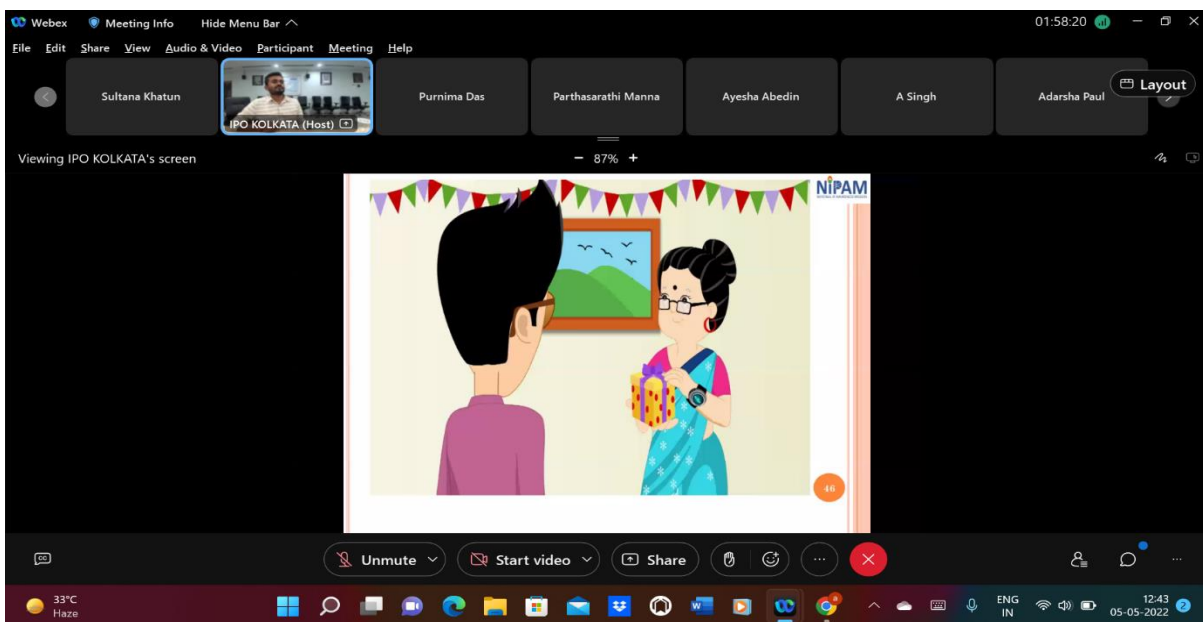 Webex Meeting Info Hide Menu Bar 01:58:20
File Edit Share View Audio & Video Participant Meeting Help
Sultana Khatun
IPO KOLKATA (Host)
Purnima Das
Parthasarathi Manna
Ayesha Abedin
A Singh
Adarsha Paul
Layout
Viewing IPO KOLKATA's screen − 87% +
NiPAM
46
CC Unmute Start video Share
33°C
Haze
ENG
IN
12:43
05-05-2022
2